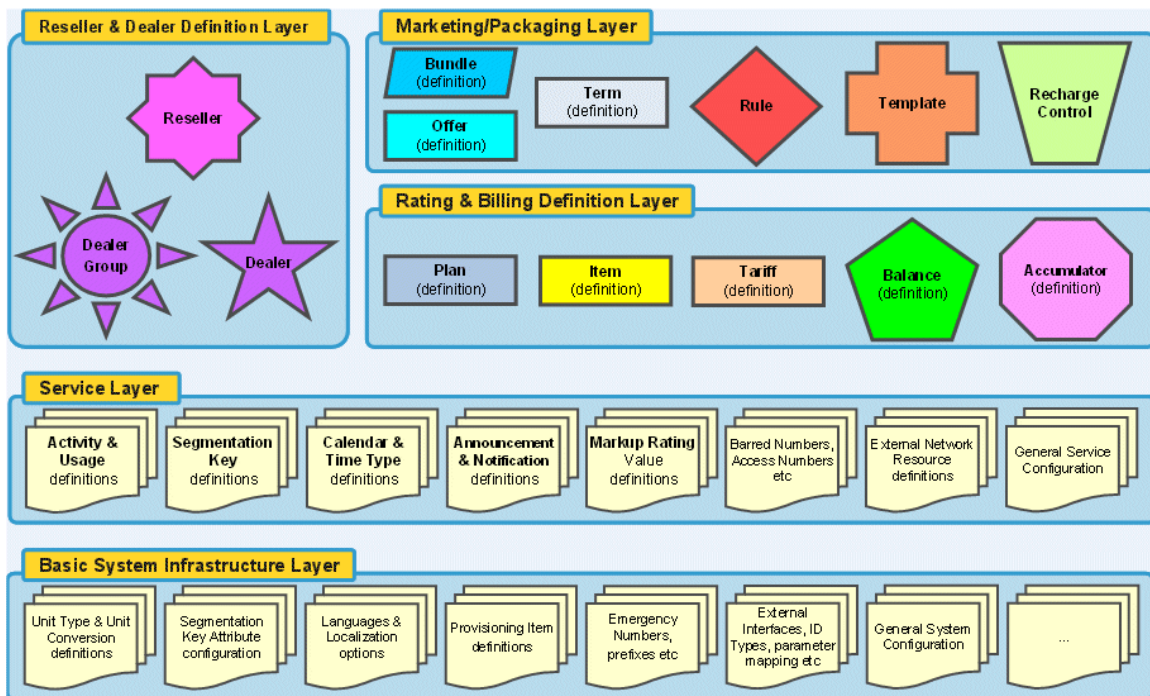 Reseller & Dealer Definition Layer
Reseller
Dealer
Group
Dealer
Marketing/Packaging Layer
Bundle
(definition)
Offer
(definition)
Term
(definition)
Rule
Template
Recharge
Control
Rating & Billing Definition Layer
Plan
(definition)
Item
(definition)
Tariff
(definition)
Balance
(definition)
Accumulator
(definition)
Service Layer
Activity &
Usage
definitions
Segmentation
Key
definitions
Calendar &
Time Type
definitions
Announcement
& Notification
definitions
Markup Rating
Value
definitions
Barred Numbers,
Access Numbers
etc
External Network
Resource
definitions
General Service
Configuration
Basic System Infrastructure Layer
Unit Type & Unit
Conversion
definitions
Segmentation
Key Attribute
configuration
Languages &
Localization
options
Provisioning Item
definitions
Emergency
Numbers,
prefixes etc
External
Interfaces, ID
Types, parameter
mapping etc
General System
Configuration
...